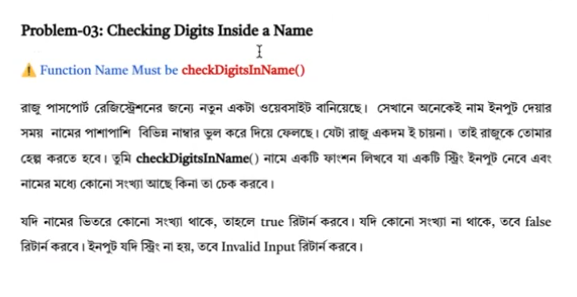 Problem-03: Checking Digits Inside a Name
⚠️ Function Name Must be checkDigitsInName()
রাজু পাসপোর্ট রেজিস্ট্রেশনের জন্যে নতুন একটা ওয়েবসাইট বানিয়েছে। সেখানে অনেকেই নাম ইনপুট দেয়ার
সময় নামের পাশাপাশি বিভিন্ন নাম্বার ভুল করে দিয়ে ফেলছে। যেটা রাজু একদম ই চায়না। তাই রাজুকে তোমার
হেল্প করতে হবে। তুমি checkDigitsInName() নামে একটি ফাংশন লিখবে যা একটি স্ট্রিং ইনপুট নেবে এবং
নামের মধ্যে কোনো সংখ্যা আছে কিনা তা চেক করবে।
যদি নামের ভিতরে কোনো সংখ্যা থাকে, তাহলে true রিটার্ন করবে। যদি কোনো সংখ্যা না থাকে, তবে false
রিটার্ন করবে। ইনপুট যদি স্ট্রিং না হয়, তবে Invalid Input রিটার্ন করবে।